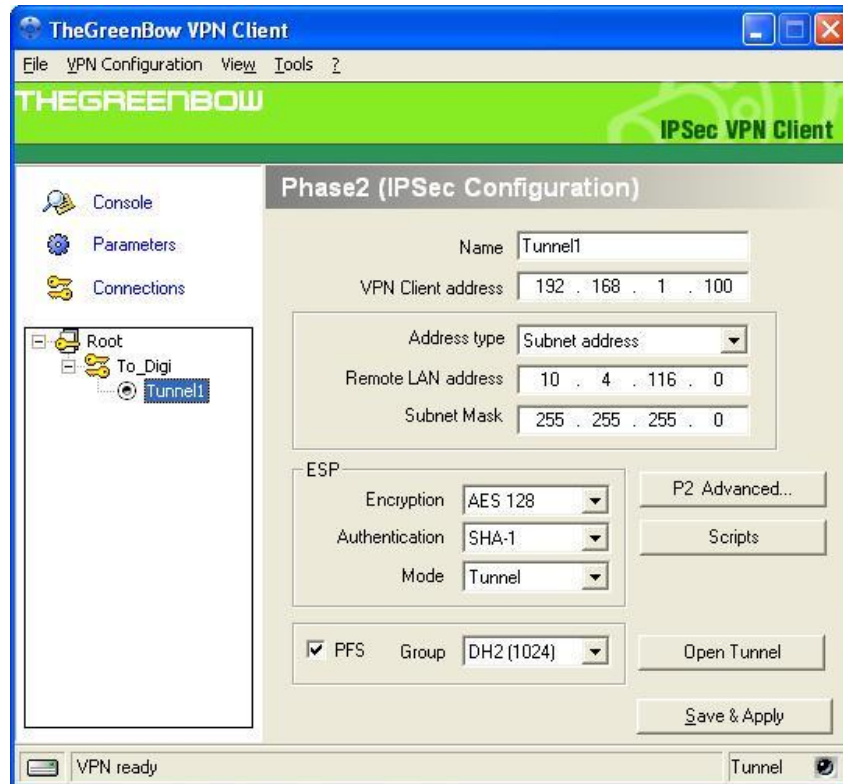 TheGreenBow VPN Client
File VPN Configuration View Tools ?
THEGREENBOW
IPSec VPN Client
Console
Parameters
Connections
Root
To_Digi
Tunnel1
Phase2 (IPSec Configuration)
Name Tunnel1
VPN Client address 192 . 168 . 1 . 100
Address type Subnet address
Remote LAN address 10 . 4 . 116 . 0
Subnet Mask 255 . 255 . 255 . 0
ESP
Encryption AES 128
Authentication SHA-1
Mode Tunnel
P2 Advanced...
Scripts
PFS Group DH2 (1024)
Open Tunnel
Save & Apply
VPN ready Tunnel